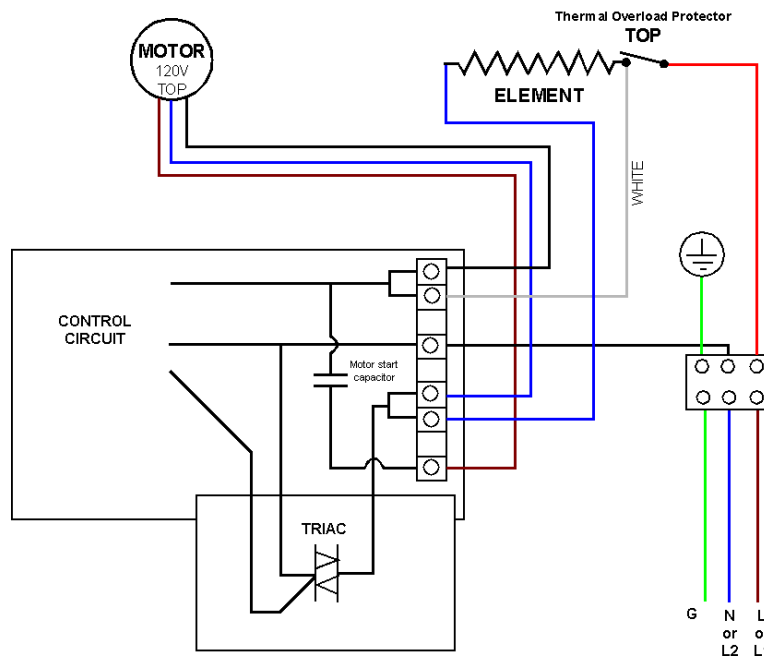 Thermal Overload Protector
TOP
MOTOR
120V
TOP
ELEMENT
WHITE
CONTROL
CIRCUIT
Motor start
capacitor
TRIAC
G
N
or
L2
L
o
L